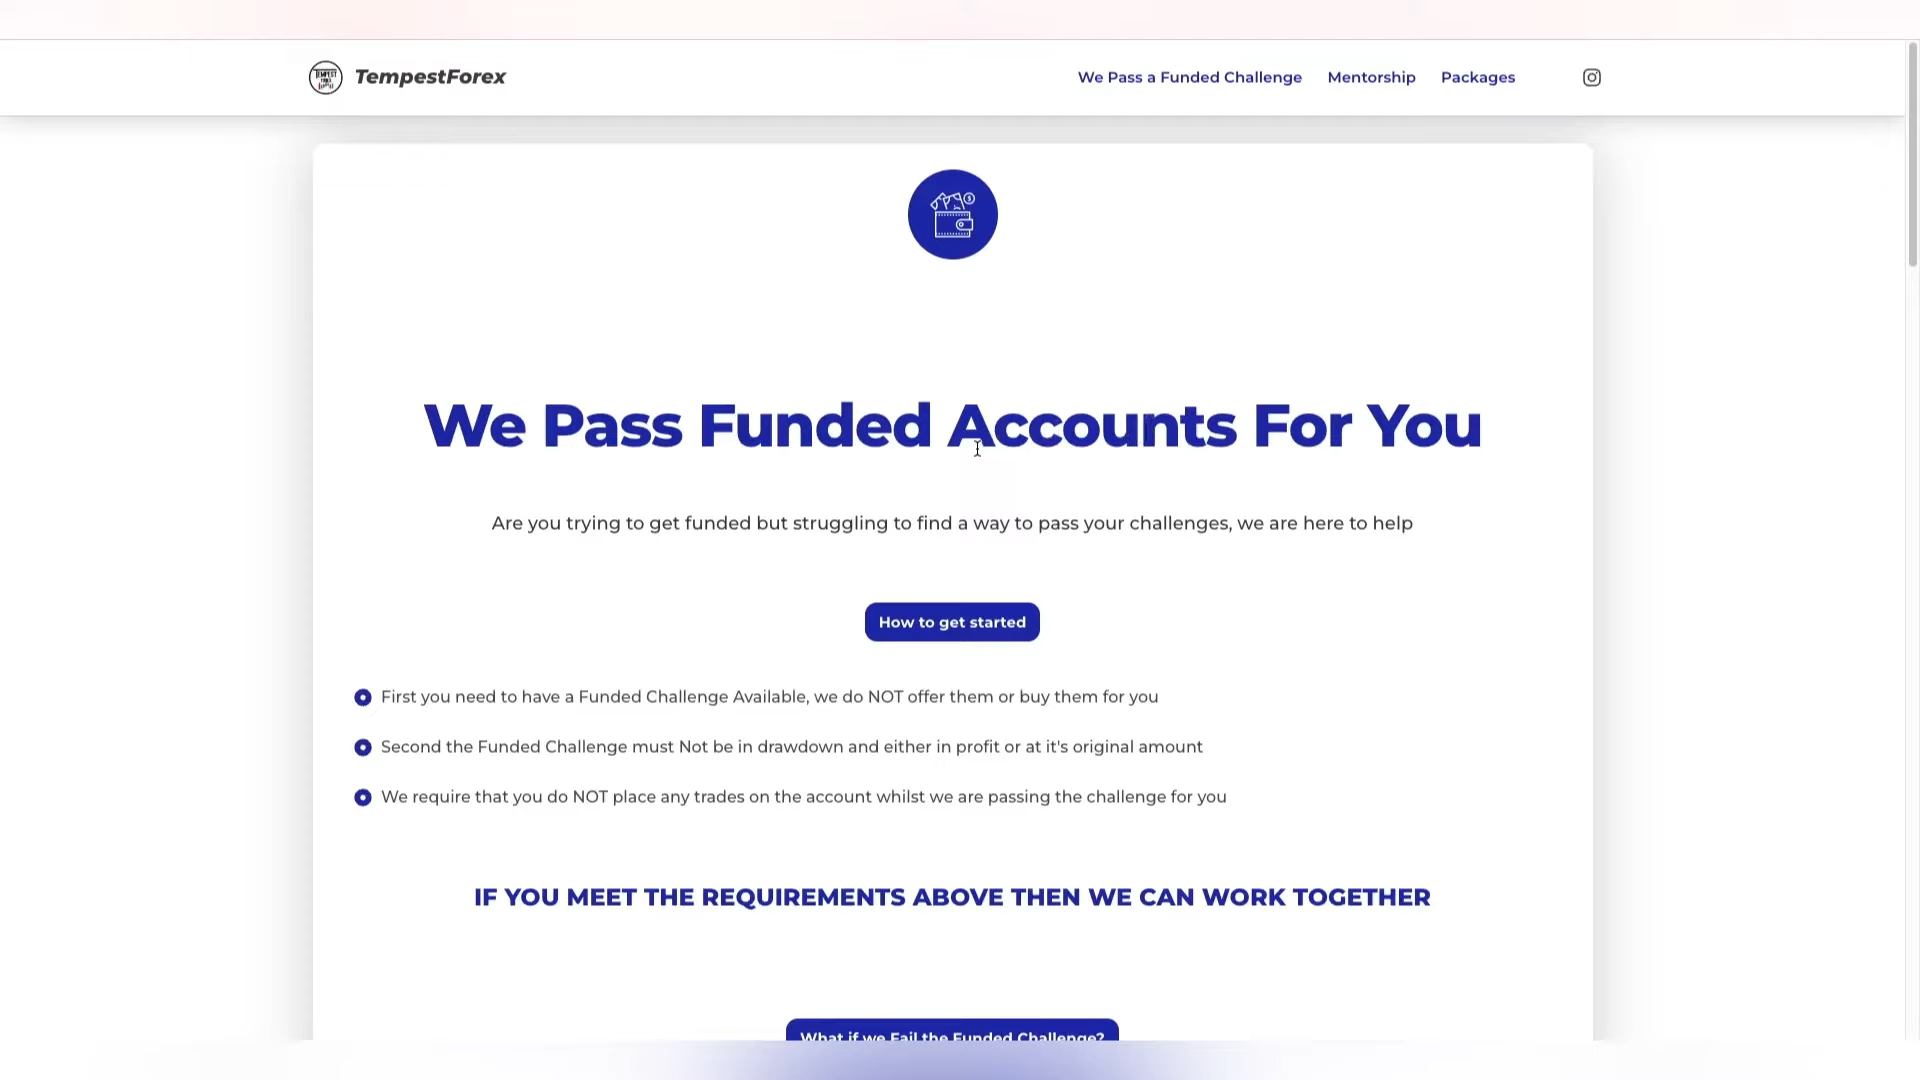 TempestForex
We Pass a Funded Challenge
Mentorship
Packages
We Pass Funded Accounts For You
Are you trying to get funded but struggling to find a way to pass your challenges, we are here to help
How to get started
First you need to have a Funded Challenge Available, we do NOT offer them or buy them for you
Second the Funded Challenge must Not be in drawdown and either in profit or at it's original amount
We require that you do NOT place any trades on the account whilst we are passing the challenge for you
IF YOU MEET THE REQUIREMENTS ABOVE THEN WE CAN WORK TOGETHER
What if we Fail the Funded Challenge?